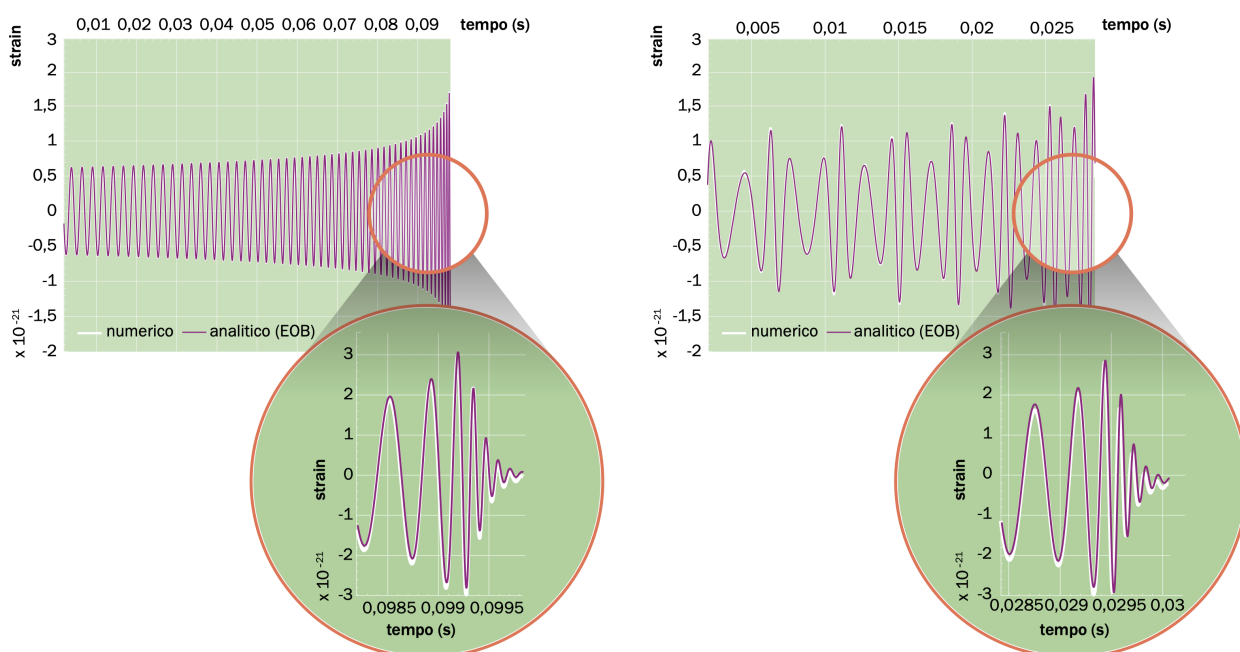 0,01 0,02 0,03 0,04 0,05 0,06 0,07 0,08 0,09 tempo (s)
strain
3
2
1,5
1
0,5
0
-0,5
-1
-1,5
-2
x 10⁻²¹
numerico analitico (EOB)
strain
3
2
1
0
-1
-2
-3
x 10⁻²¹
0,0985 0,099 0,0995
tempo (s)
0,005 0,01 0,015 0,02 0,025 tempo (s)
strain
3
2
1,5
1
0,5
0
-0,5
-1
-1,5
-2
x 10⁻²¹
numerico analitico (EOB)
strain
3
2
1
0
-1
-2
-3
x 10⁻²¹
0,0285 0,029 0,0295 0,03
tempo (s)